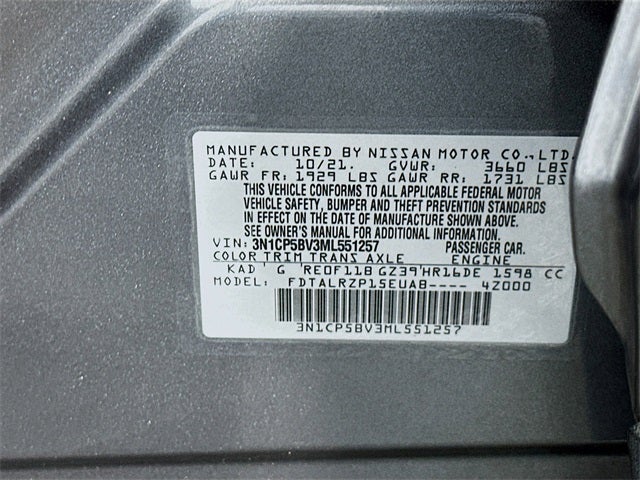 MANUFACTURED BY NISSAN MOTOR CO., LTD.
DATE: 10/21. GVWR: 3660 LBS
GAWR FR: 1929 LBS GAWR RR: 1731 LBS
THIS VEHICLE CONFORMS TO ALL APPLICABLE FEDERAL MOTOR
VEHICLE SAFETY, BUMPER AND THEFT PREVENTION STANDARDS
IN EFFECT ON THE DATE OF MANUFACTURE SHOWN ABOVE.
SEE OWNER'S MANUAL FOR ADDITIONAL INFORMATION.
VIN: 3N1CP5BV3ML551257 PASSENGER CAR.
COLOR TRIM TRANS AXLE ENGINE
KAD G RE0F11B GZ39 HR16DE 1598 CC
MODEL: FDTALRZP15EUAB---- 4Z000
3N1CP5BV3ML551257